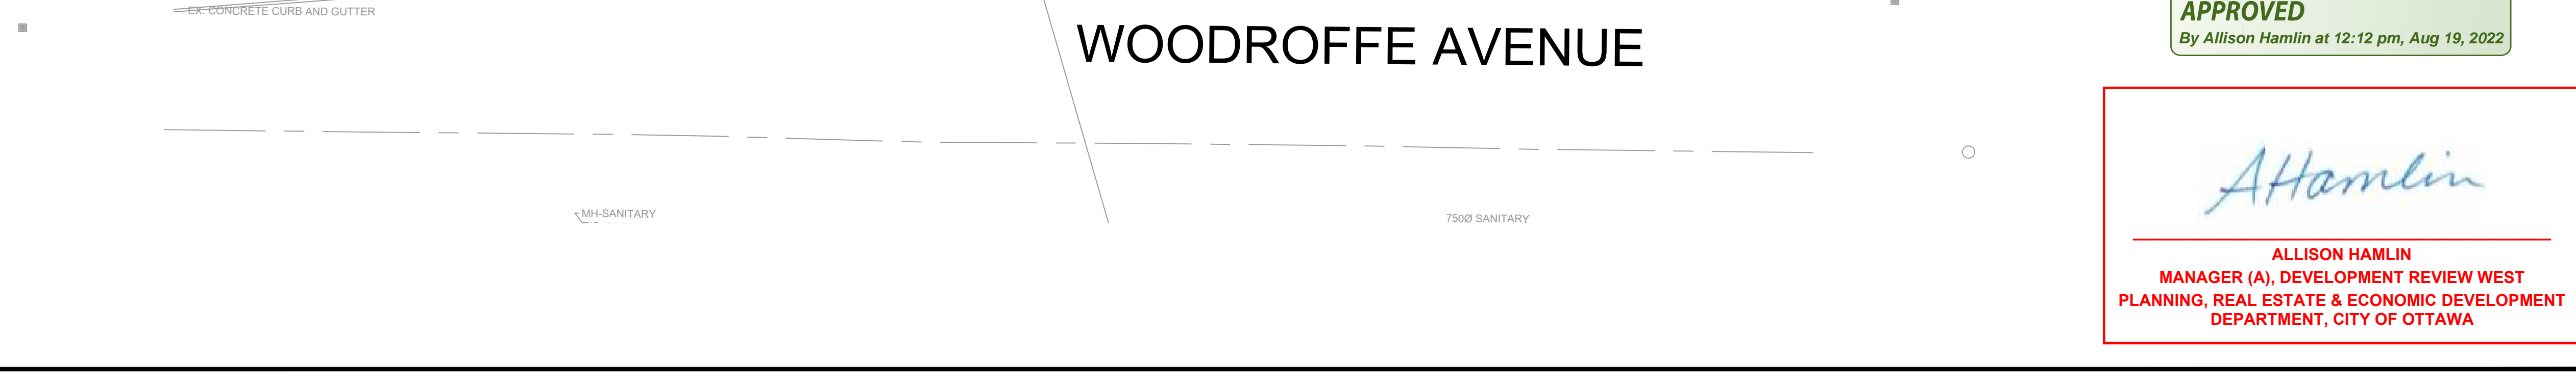 EX. CONCRETE CURB AND GUTTER
WOODROFFE AVENUE
MH-SANITARY
750Ø SANITARY
APPROVED
By Allison Hamlin at 12:12 pm, Aug 19, 2022
AHamlin
ALLISON HAMLIN
MANAGER (A), DEVELOPMENT REVIEW WEST
PLANNING, REAL ESTATE & ECONOMIC DEVELOPMENT
DEPARTMENT, CITY OF OTTAWA